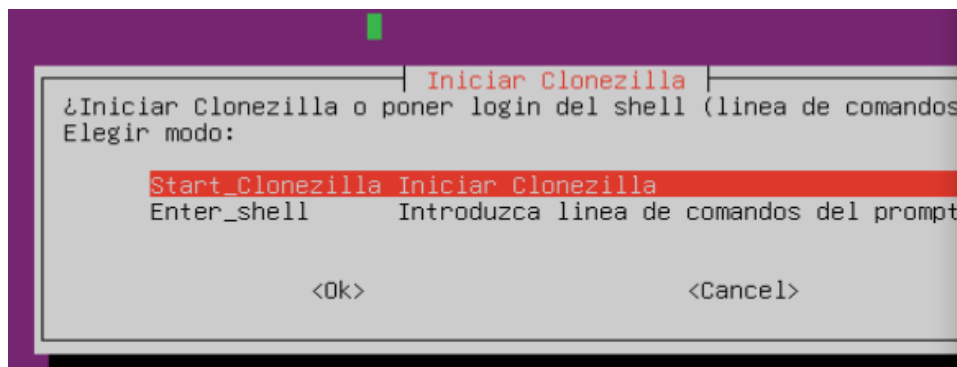 Iniciar Clonezilla
¿Iniciar Clonezilla o poner login del shell (linea de comandos
Elegir modo:
Start_Clonezilla Iniciar Clonezilla
Enter_shell Introduzca linea de comandos del prompt
<Ok> <Cancel>